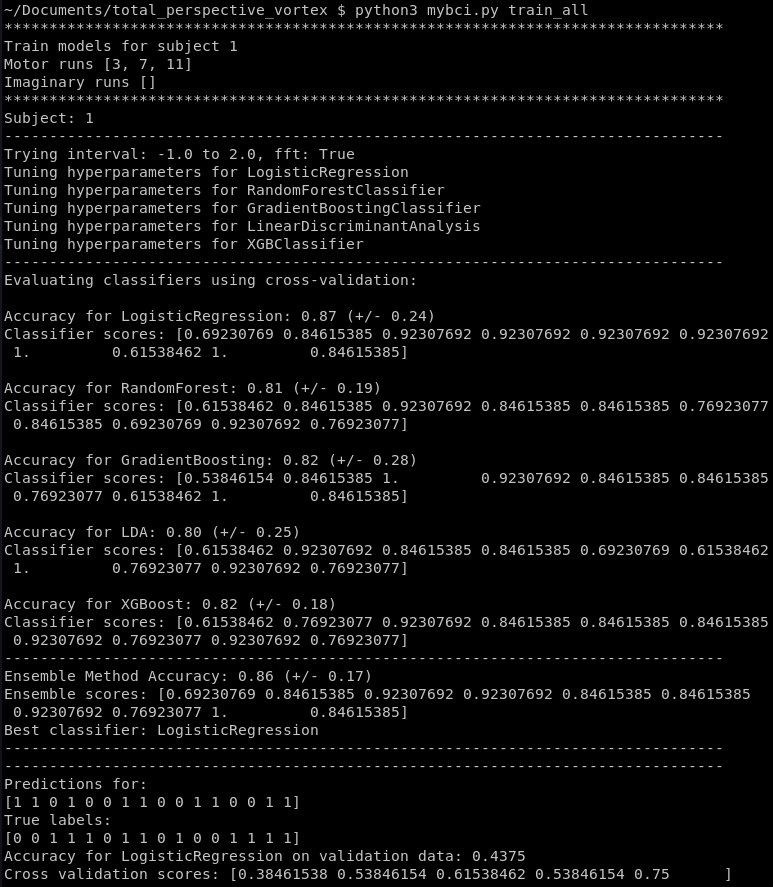 ~/Documents/total_perspective_vortex $ python3 mybci.py train_all
********************************************************************************
Train models for subject 1
Motor runs [3, 7, 11]
Imaginary runs []
********************************************************************************
Subject: 1
--------------------------------------------------------------------------------
Trying interval: -1.0 to 2.0, fft: True
Tuning hyperparameters for LogisticRegression
Tuning hyperparameters for RandomForestClassifier
Tuning hyperparameters for GradientBoostingClassifier
Tuning hyperparameters for LinearDiscriminantAnalysis
Tuning hyperparameters for XGBClassifier
--------------------------------------------------------------------------------
Evaluating classifiers using cross-validation:

Accuracy for LogisticRegression: 0.87 (+/- 0.24)
Classifier scores: [0.69230769 0.84615385 0.92307692 0.92307692 0.92307692 0.92307692
 1.         0.61538462 1.         0.84615385]

Accuracy for RandomForest: 0.81 (+/- 0.19)
Classifier scores: [0.61538462 0.84615385 0.92307692 0.84615385 0.84615385 0.76923077
 0.84615385 0.69230769 0.92307692 0.76923077]

Accuracy for GradientBoosting: 0.82 (+/- 0.28)
Classifier scores: [0.53846154 0.84615385 1.         0.92307692 0.84615385 0.84615385
 0.76923077 0.61538462 1.         0.84615385]

Accuracy for LDA: 0.80 (+/- 0.25)
Classifier scores: [0.61538462 0.92307692 0.84615385 0.84615385 0.69230769 0.61538462
 1.         0.76923077 0.92307692 0.76923077]

Accuracy for XGBoost: 0.82 (+/- 0.18)
Classifier scores: [0.61538462 0.76923077 0.92307692 0.84615385 0.84615385 0.84615385
 0.92307692 0.76923077 0.92307692 0.76923077]
--------------------------------------------------------------------------------
Ensemble Method Accuracy: 0.86 (+/- 0.17)
Ensemble scores: [0.69230769 0.84615385 0.92307692 0.92307692 0.84615385 0.84615385
 0.92307692 0.76923077 1.         0.84615385]
Best classifier: LogisticRegression
--------------------------------------------------------------------------------
--------------------------------------------------------------------------------
Predictions for:
[1 1 0 1 0 0 1 1 0 0 1 1 0 0 1 1]
True labels:
[0 0 1 1 1 0 1 1 0 1 0 0 1 1 1 1]
Accuracy for LogisticRegression on validation data: 0.4375
Cross validation scores: [0.38461538 0.53846154 0.61538462 0.53846154 0.75      ]